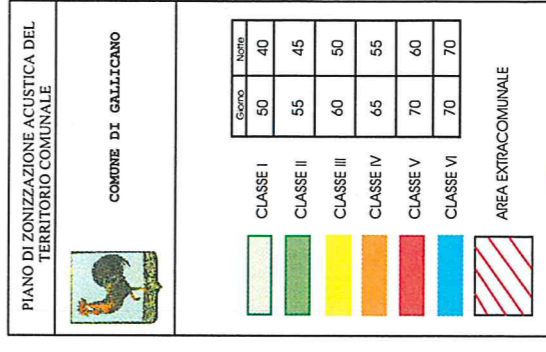 PIANO DI ZONIZZAZIONE ACUSTICA DEL
TERRITORIO COMUNALE
COMUNE DI GALLICANO
Giorno Notte
CLASSE I 50 40
CLASSE II 55 45
CLASSE III 60 50
CLASSE IV 65 55
CLASSE V 70 60
CLASSE VI 70 70
AREA EXTRACOMUNALE